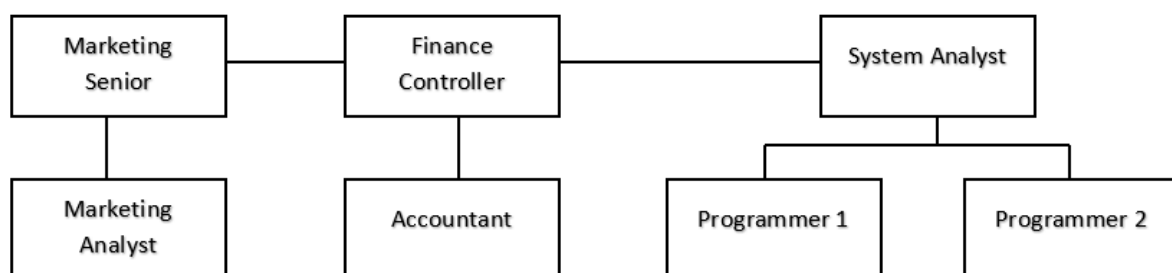 Marketing
Senior
Finance
Controller
System Analyst
Marketing
Analyst
Accountant
Programmer 1
Programmer 2